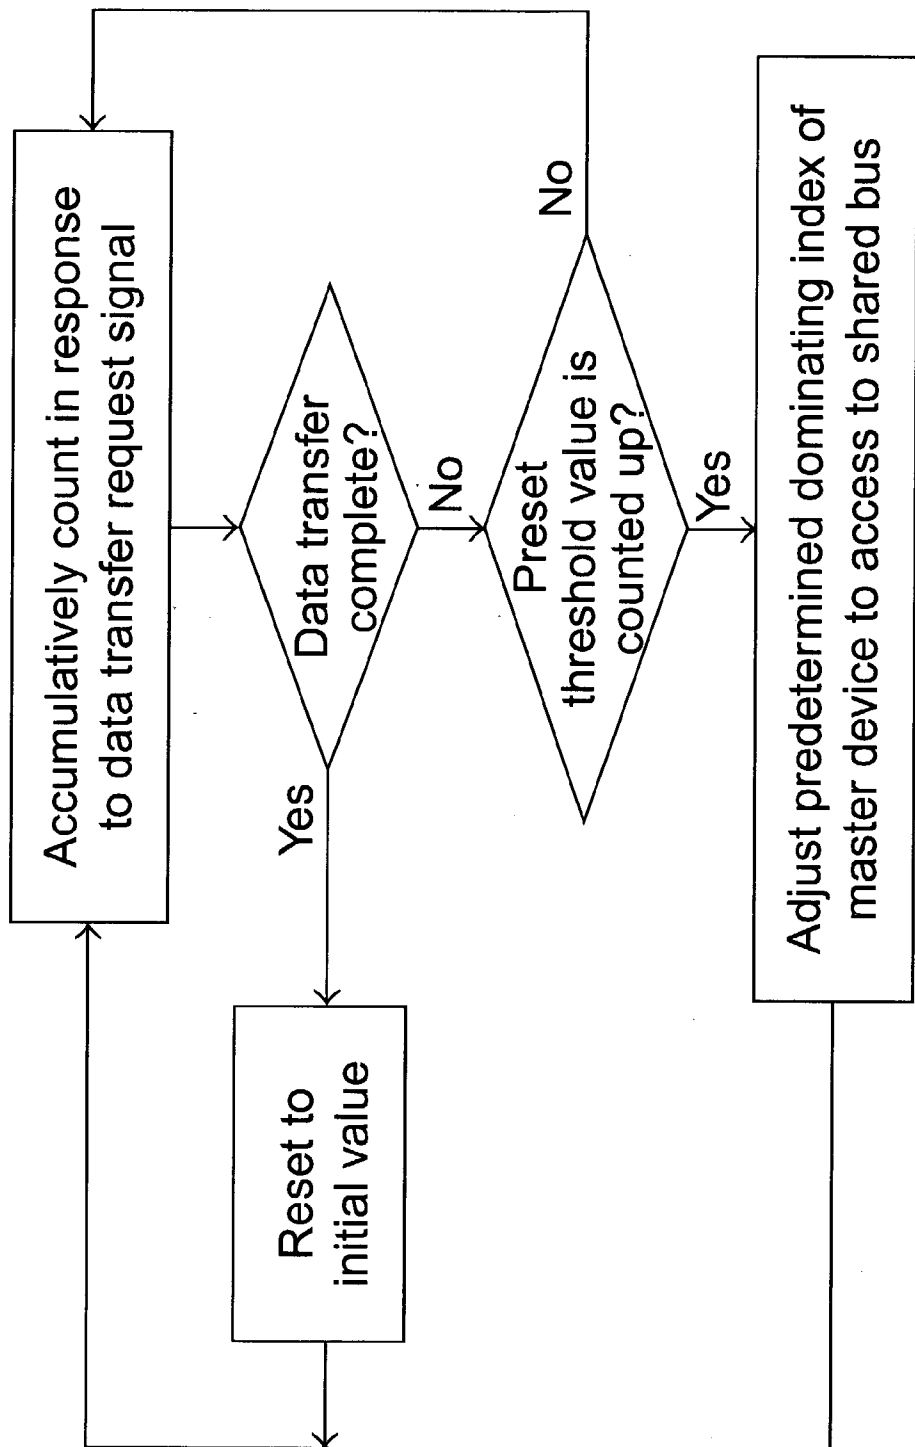 Accumulatively count in response
to data transfer request signal
Data transfer
complete?
Yes
No
Reset to
initial value
Preset
threshold value is
counted up?
No
Yes
Adjust predetermined dominating index of
master device to access to shared bus